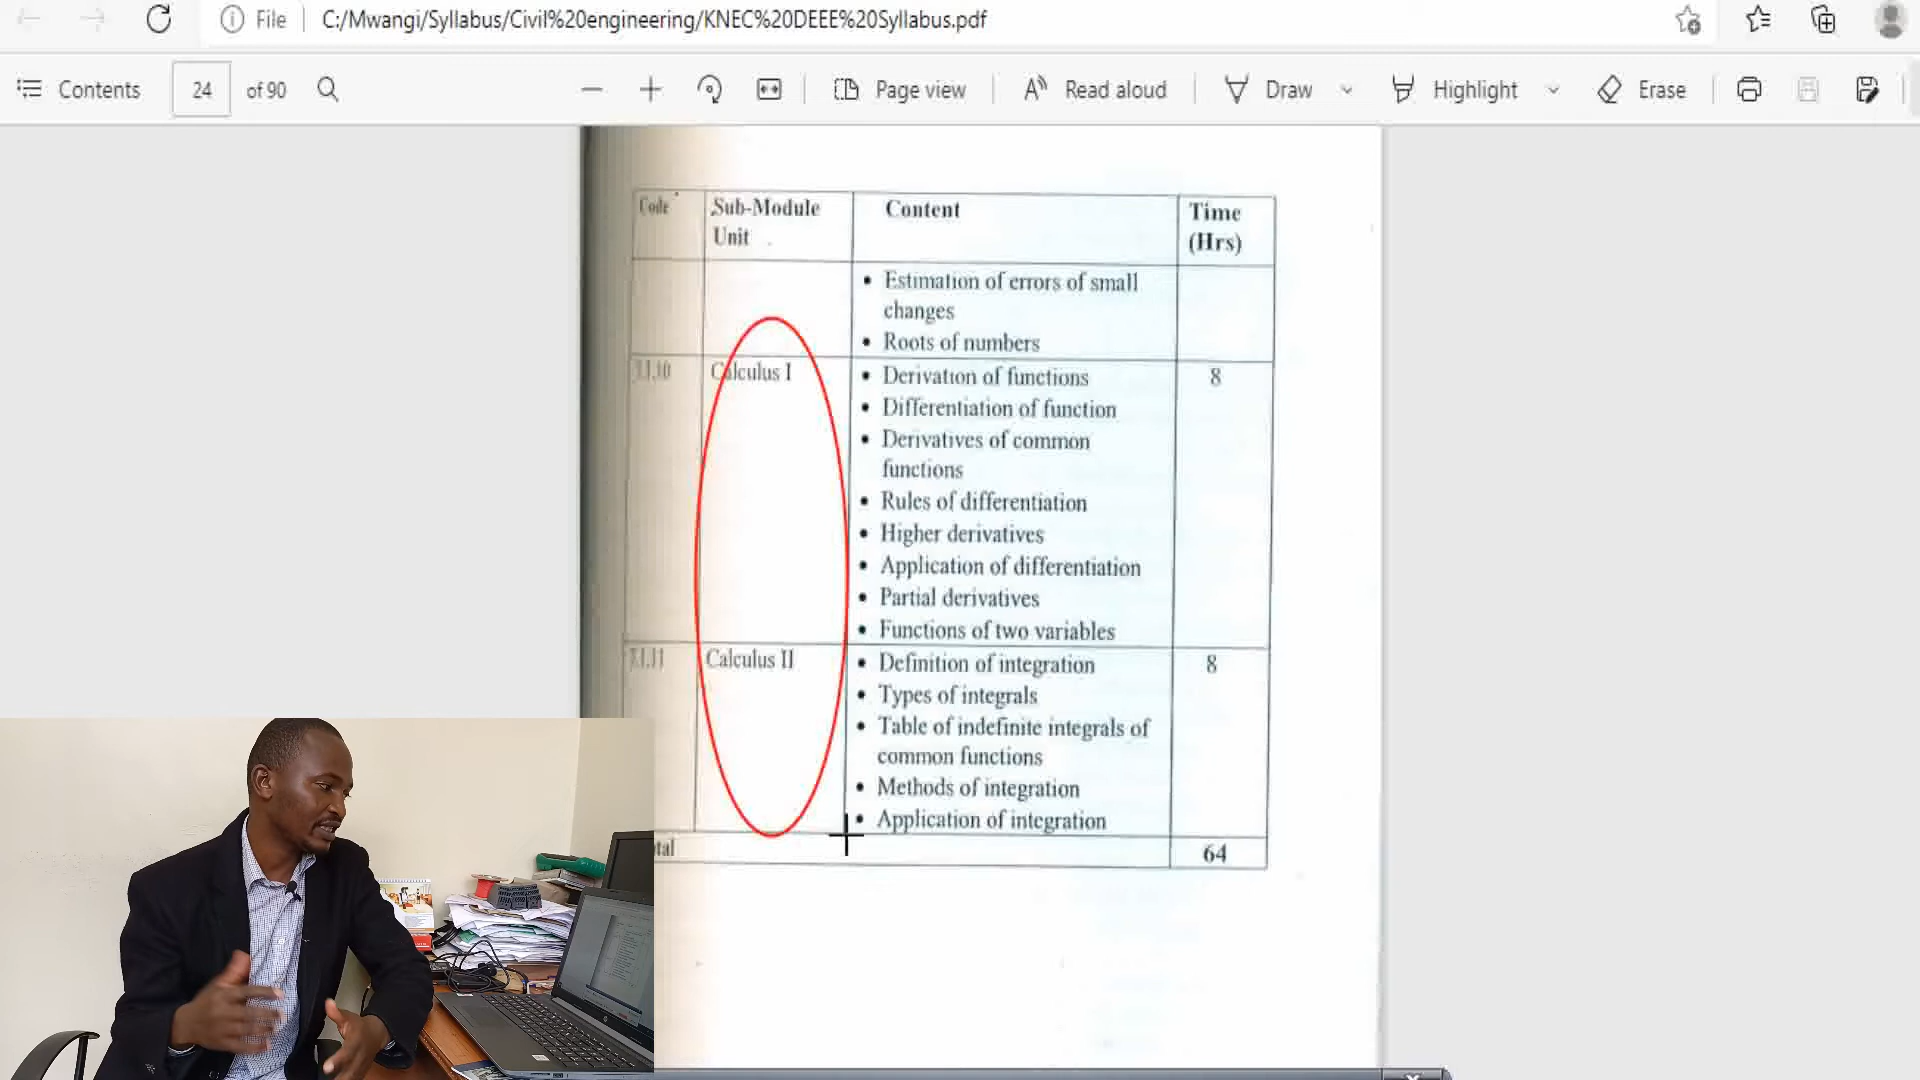 File C:/Mwangi/Syllabus/Civil%20engineering/KNEC%20DEEE%20Syllabus.pdf
Contents 24 of 90 Page view Read aloud Draw Highlight Erase
Code Sub-Module Content Time
Unit (Hrs)
• Estimation of errors of small
changes
• Roots of numbers
Calculus I • Derivation of functions 8
• Differentiation of function
• Derivatives of common
functions
• Rules of differentiation
• Higher derivatives
• Application of differentiation
• Partial derivatives
• Functions of two variables
Calculus II • Definition of integration 8
• Types of integrals
• Table of indefinite integrals of
common functions
• Methods of integration
• Application of integration
tal 64